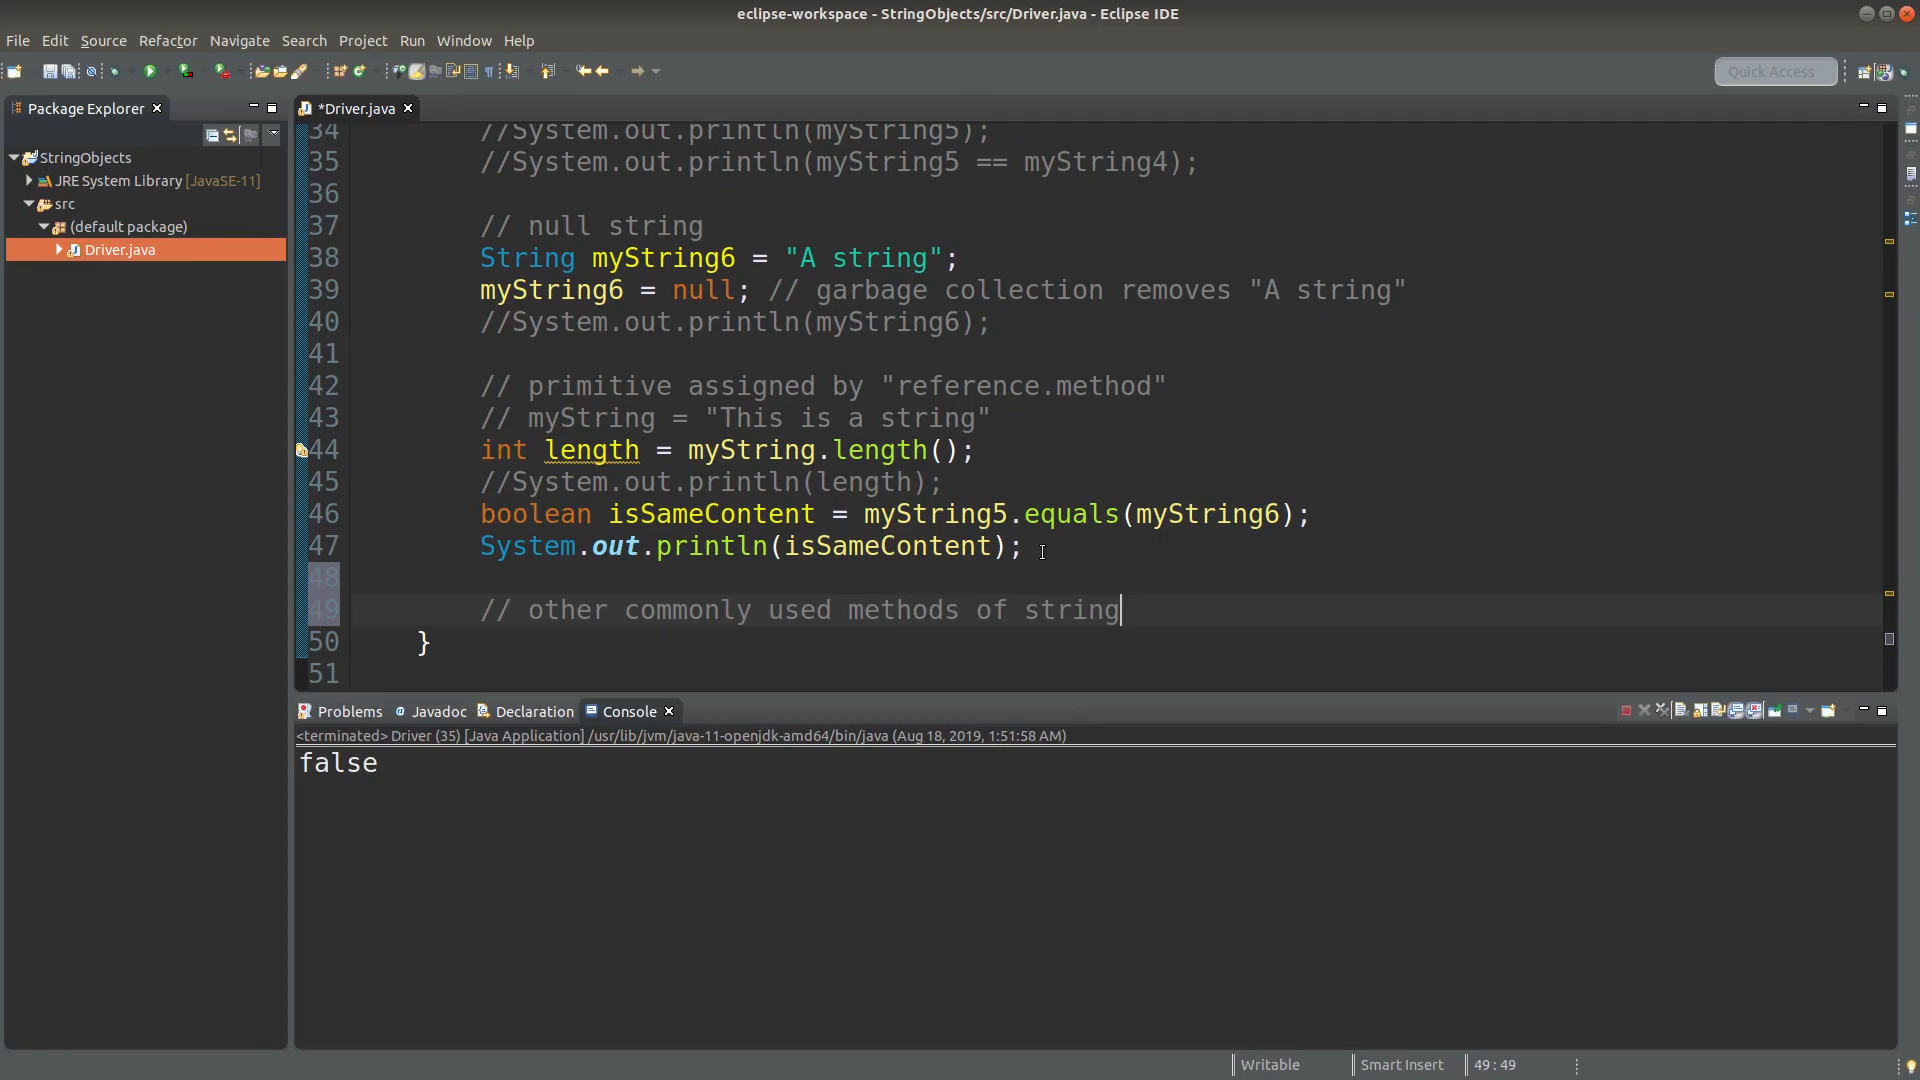 eclipse-workspace - StringObjects/src/Driver.java - Eclipse IDE
File Edit Source Refactor Navigate Search Project Run Window Help
Quick Access
Package Explorer
*Driver.java
StringObjects
JRE System Library [JavaSE-11]
src
(default package)
Driver.java
34 //System.out.println(myString5);
35 //System.out.println(myString5 == myString4);
36
37 // null string
38 String myString6 = "A string";
39 myString6 = null; // garbage collection removes "A string"
40 //System.out.println(myString6);
41
42 // primitive assigned by "reference.method"
43 // myString = "This is a string"
44 int length = myString.length();
45 //System.out.println(length);
46 boolean isSameContent = myString5.equals(myString6);
47 System.out.println(isSameContent);
48
49 // other commonly used methods of string
50 }
51
Problems Javadoc Declaration Console
<terminated> Driver (35) [Java Application] /usr/lib/jvm/java-11-openjdk-amd64/bin/java (Aug 18, 2019, 1:51:58 AM)
false
Writable Smart Insert 49 : 49